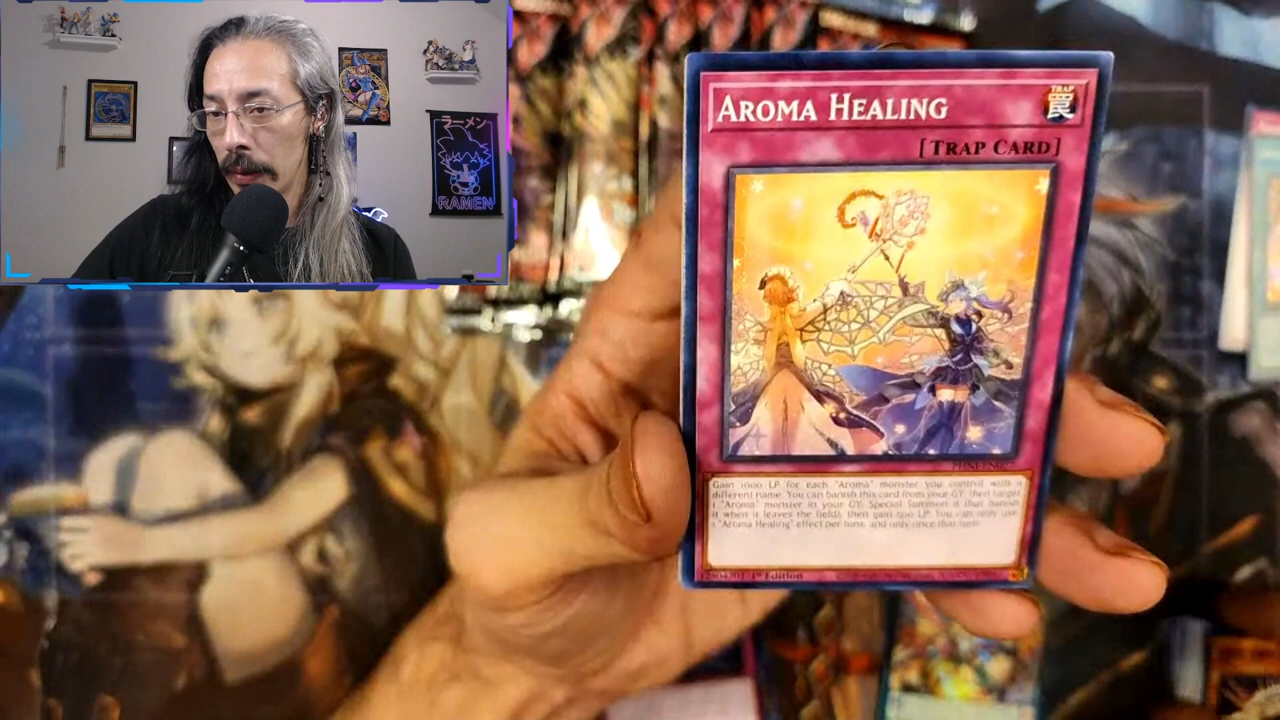 ラーメン
RAMEN
AROMA HEALING
TRAP
罠
[TRAP CARD]
Gain 1000 LP for each "Aroma" monster you control with a
different name. You can banish this card from your GY, then target
1 "Aroma" monster in your GY; Special Summon it (but banish
it when it leaves the field), then gain 500 LP. You can only use
1 "Aroma Healing" effect per turn, and only once that turn.
1st Edition